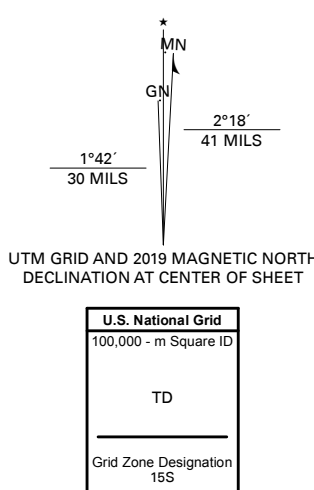 ★
MN
GN
2°18´
41 MILS
1°42´
30 MILS
UTM GRID AND 2019 MAGNETIC NORTH
DECLINATION AT CENTER OF SHEET
U.S. National Grid
100,000 - m Square ID
TD
Grid Zone Designation
15S